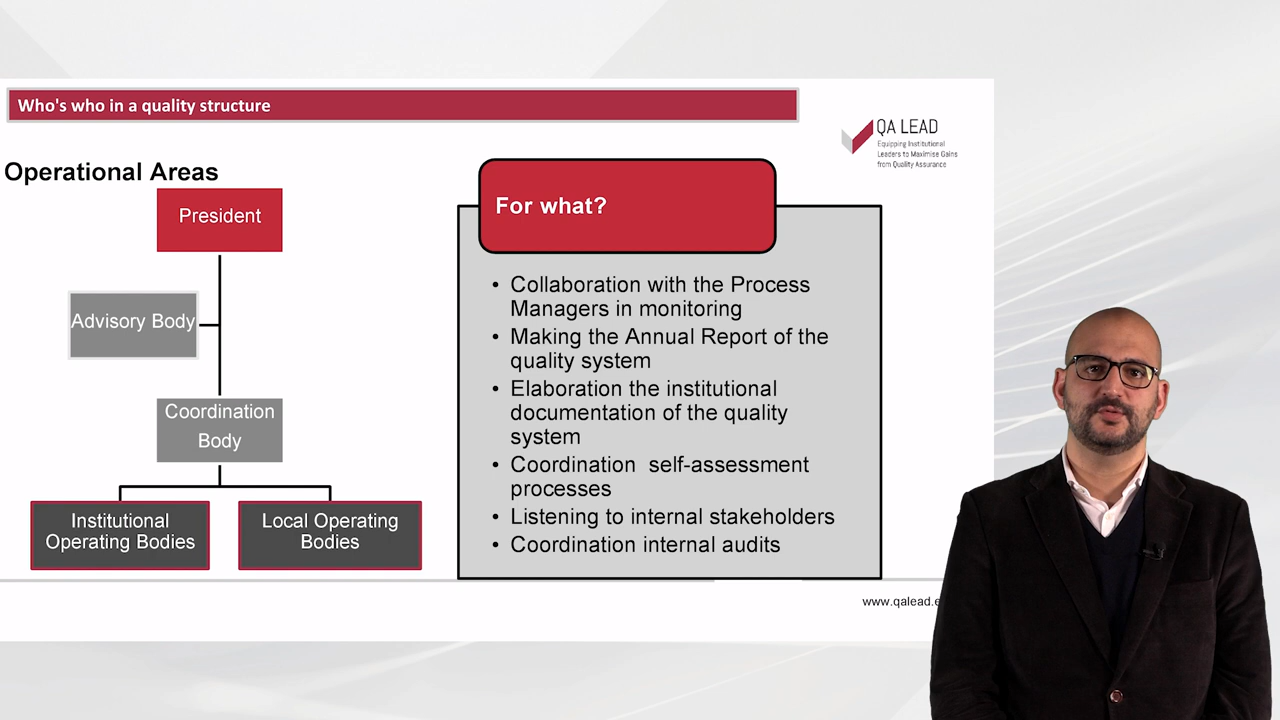 Who's who in a quality structure
QA LEAD
Equipping Institutional
Leaders to Maximise Gains
from Quality Assurance
Operational Areas
President
Advisory Body
Coordination
Body
Institutional
Operating Bodies
Local Operating
Bodies
For what?
• Collaboration with the Process
Managers in monitoring
• Making the Annual Report of the
quality system
• Elaboration the institutional
documentation of the quality
system
• Coordination self-assessment
processes
• Listening to internal stakeholders
• Coordination internal audits